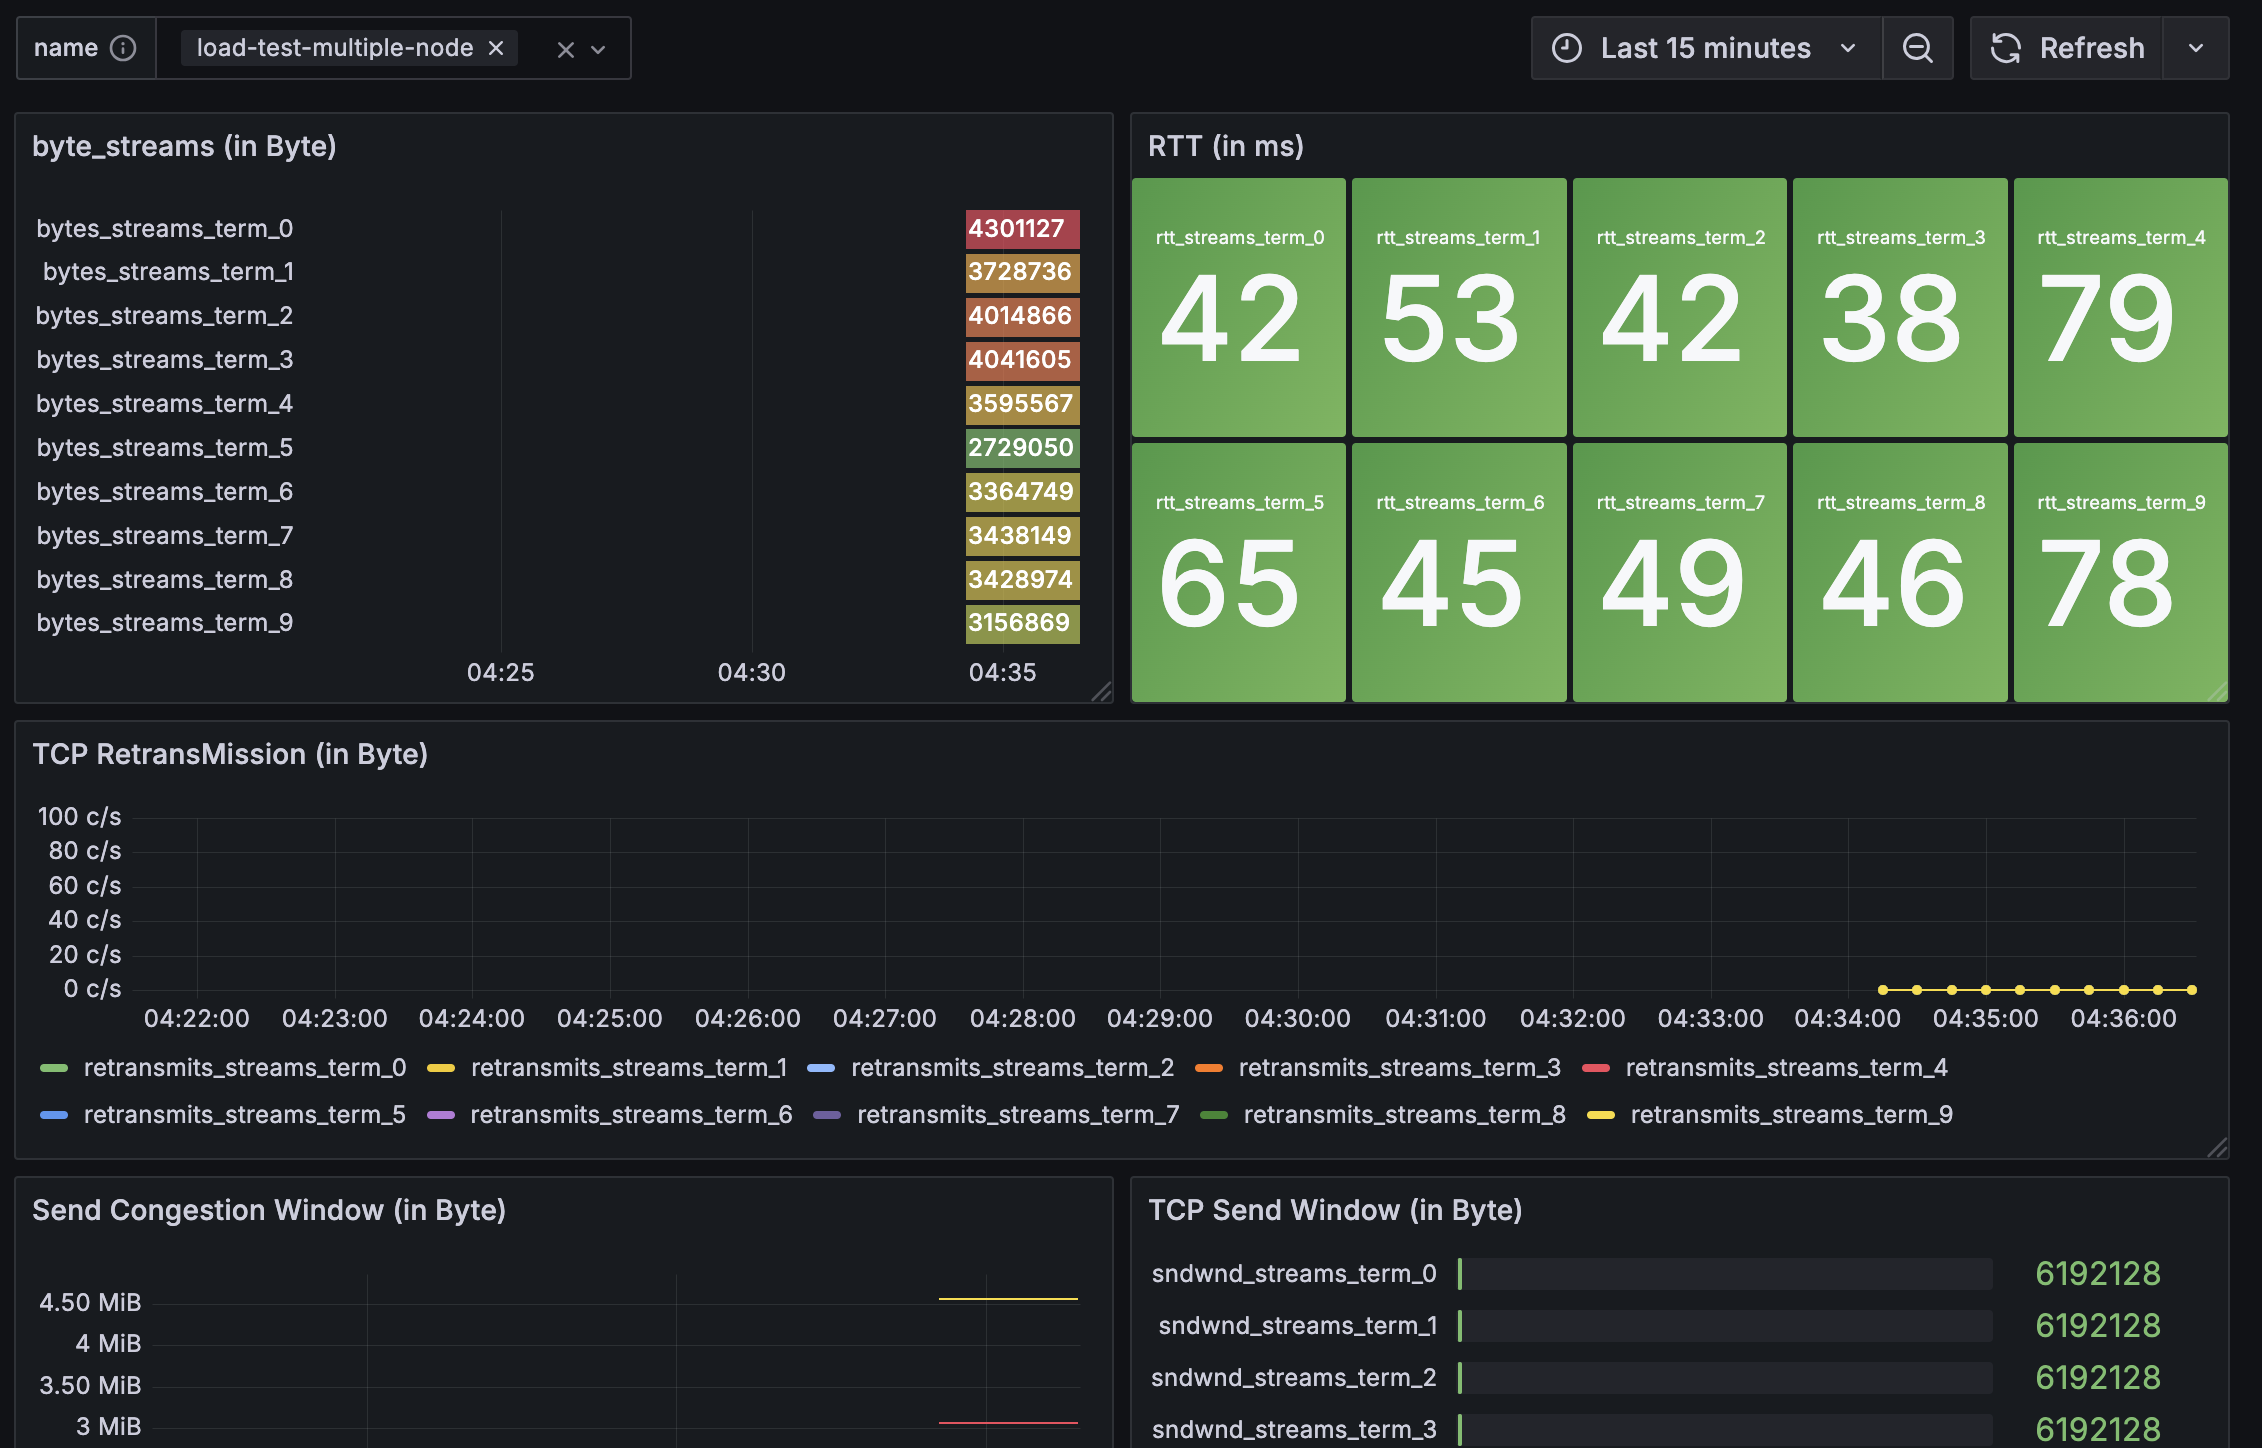 name load-test-multiple-node Last 15 minutes Refresh
byte_streams (in Byte)
bytes_streams_term_0 4301127
bytes_streams_term_1 3728736
bytes_streams_term_2 4014866
bytes_streams_term_3 4041605
bytes_streams_term_4 3595567
bytes_streams_term_5 2729050
bytes_streams_term_6 3364749
bytes_streams_term_7 3438149
bytes_streams_term_8 3428974
bytes_streams_term_9 3156869
04:25 04:30 04:35
RTT (in ms)
rtt_streams_term_0 rtt_streams_term_1 rtt_streams_term_2 rtt_streams_term_3 rtt_streams_term_4
42 53 42 38 79
rtt_streams_term_5 rtt_streams_term_6 rtt_streams_term_7 rtt_streams_term_8 rtt_streams_term_9
65 45 49 46 78
TCP RetransMission (in Byte)
100 c/s
80 c/s
60 c/s
40 c/s
20 c/s
0 c/s
04:22:00 04:23:00 04:24:00 04:25:00 04:26:00 04:27:00 04:28:00 04:29:00 04:30:00 04:31:00 04:32:00 04:33:00 04:34:00 04:35:00 04:36:00
retransmits_streams_term_0 retransmits_streams_term_1 retransmits_streams_term_2 retransmits_streams_term_3 retransmits_streams_term_4
retransmits_streams_term_5 retransmits_streams_term_6 retransmits_streams_term_7 retransmits_streams_term_8 retransmits_streams_term_9
Send Congestion Window (in Byte)
4.50 MiB
4 MiB
3.50 MiB
3 MiB
TCP Send Window (in Byte)
sndwnd_streams_term_0 6192128
sndwnd_streams_term_1 6192128
sndwnd_streams_term_2 6192128
sndwnd_streams_term_3 6192128